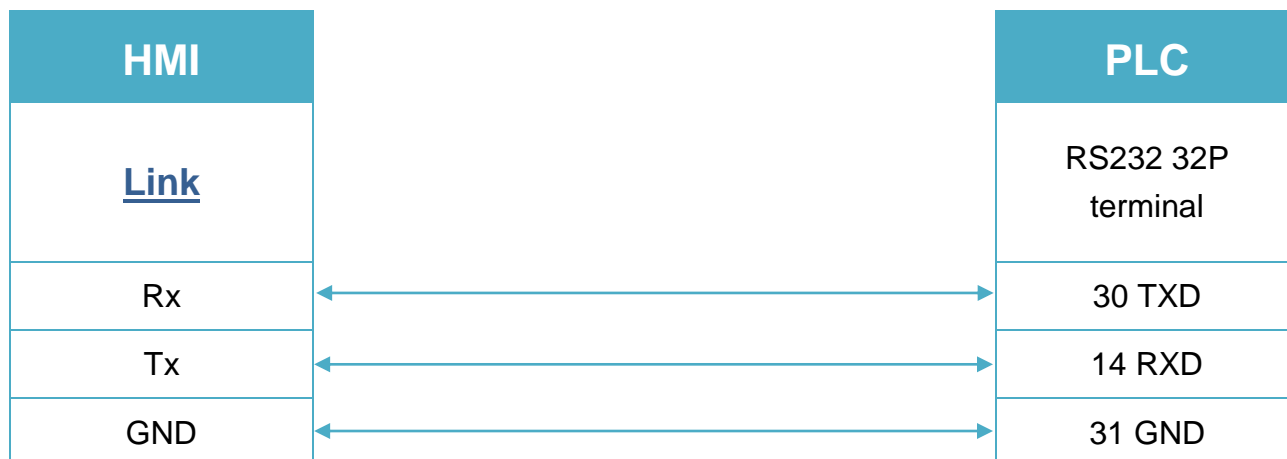 HMI
PLC
Link
RS232 32P
terminal
Rx
30 TXD
Tx
14 RXD
GND
31 GND